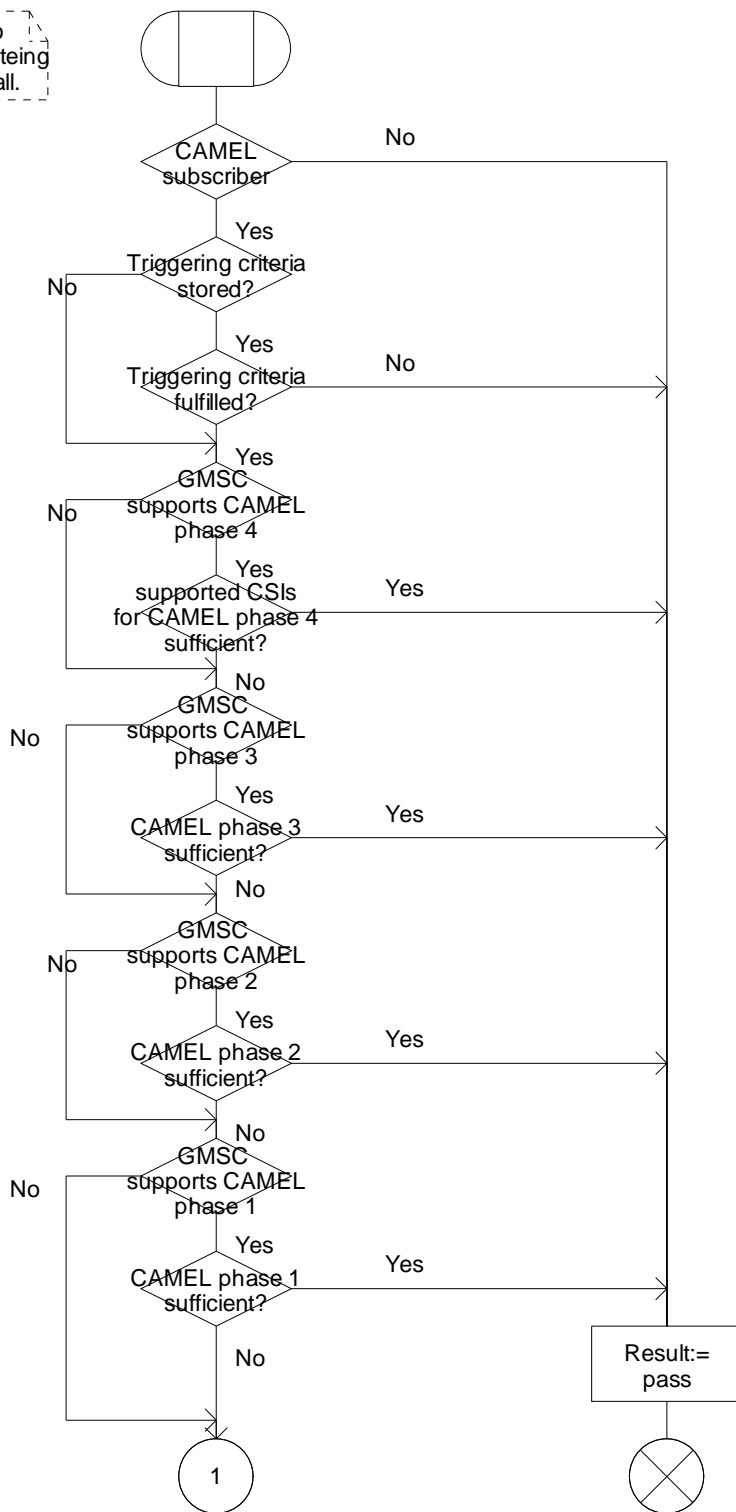 all.
CAMEL
subscriber
No
Yes
Triggering criteria
stored?
No
Yes
Triggering criteria
fulfilled?
No
Yes
GMSC
supports CAMEL
phase 4
No
Yes
supported CSIs
for CAMEL phase 4
sufficient?
Yes
No
GMSC
supports CAMEL
phase 3
No
Yes
CAMEL phase 3
sufficient?
Yes
No
GMSC
supports CAMEL
phase 2
No
Yes
CAMEL phase 2
sufficient?
Yes
No
GMSC
supports CAMEL
phase 1
No
Yes
CAMEL phase 1
sufficient?
Yes
No
Result:=
pass
1